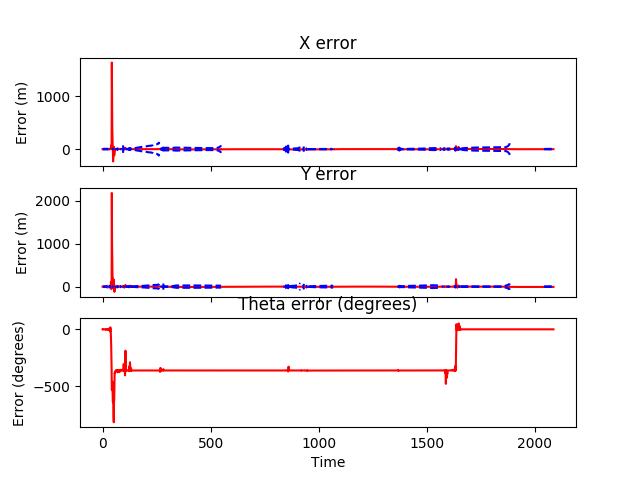 X error
1000
0
Error (m)
Y error
2000
1000
0
Error (m)
Theta error (degrees)
0
−500
Error (degrees)
0 500 1000 1500 2000
Time